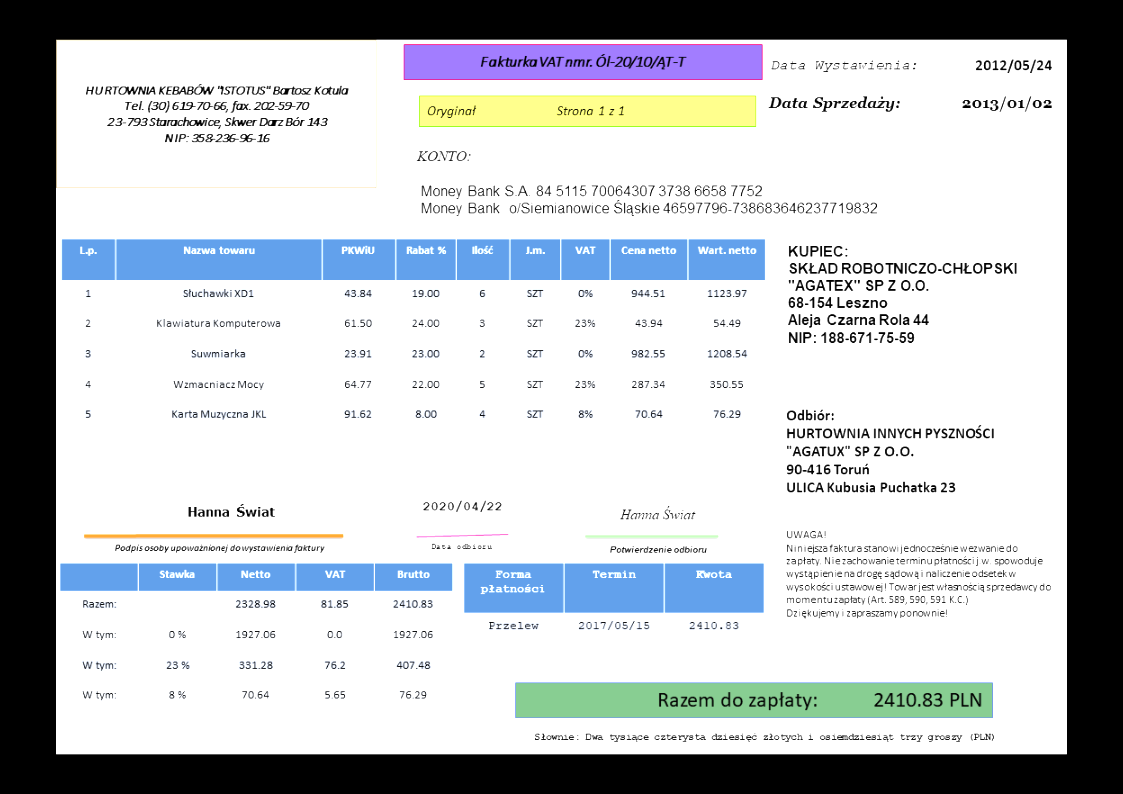 HURTOWNIA KEBABÓW "ISTOTUS" Bartosz Kotula
Tel. (30) 619-70-66, fax. 202-59-70
23-793 Starachowice, Skwer Darz Bór 143
NIP: 358-236-96-16
Fakturka VAT nmr. Ól-20/10/ĄT-T
Oryginał Strona 1 z 1
Data Wystawienia: 2012/05/24
Data Sprzedaży: 2013/01/02
KONTO:
Money Bank S.A. 84 5115 70064307 3738 6658 7752
Money Bank o/Siemianowice Śląskie 46597796-738683646237719832
L.p. Nazwa towaru PKWiU Rabat % Ilość J.m. VAT Cena netto Wart. netto
1 Słuchawki XD1 43.84 19.00 6 SZT 0% 944.51 1123.97
2 Klawiatura Komputerowa 61.50 24.00 3 SZT 23% 43.94 54.49
3 Suwmiarka 23.91 23.00 2 SZT 0% 982.55 1208.54
4 Wzmacniacz Mocy 64.77 22.00 5 SZT 23% 287.34 350.55
5 Karta Muzyczna JKL 91.62 8.00 4 SZT 8% 70.64 76.29
KUPIEC:
SKŁAD ROBOTNICZO-CHŁOPSKI
"AGATEX" SP Z O.O.
68-154 Leszno
Aleja Czarna Rola 44
NIP: 188-671-75-59
Odbiór:
HURTOWNIA INNYCH PYSZNOŚCI
"AGATUX" SP Z O.O.
90-416 Toruń
ULICA Kubusia Puchatka 23
Hanna Świat
Podpis osoby upoważnionej do wystawienia faktury
2020/04/22
Data odbioru
Hanna Świat
Potwierdzenie odbioru
UWAGA!
Niniejsza faktura stanowi jednocześnie wezwanie do
zapłaty. Niezachowanie terminu płatności j.w. spowoduje
wystąpienie na drogę sądową i naliczenie odsetek w
wysokości ustawowej! Towar jest własnością sprzedawcy do
momentu zapłaty (Art. 589, 590, 591 K.C.)
Dziękujemy i zapraszamy ponownie!
Stawka Netto VAT Brutto
Razem: 2328.98 81.85 2410.83
W tym: 0 % 1927.06 0.0 1927.06
W tym: 23 % 331.28 76.2 407.48
W tym: 8 % 70.64 5.65 76.29
Forma płatności Termin Kwota
Przelew 2017/05/15 2410.83
Razem do zapłaty: 2410.83 PLN
Słownie: Dwa tysiące czterysta dziesięć złotych i osiemdziesiąt trzy groszy (PLN)